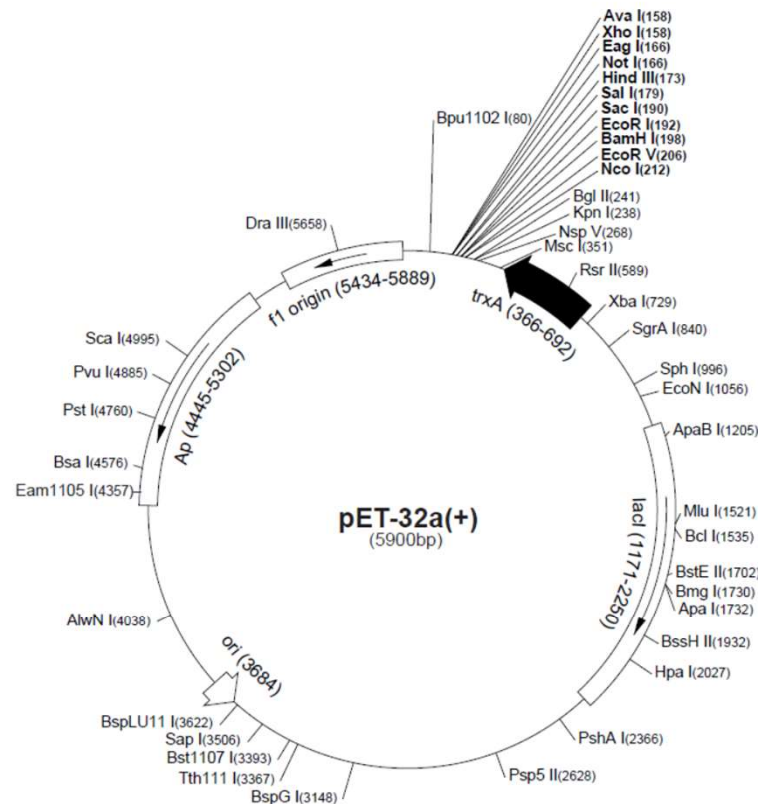 Ava I(158)
Xho I(158)
Eag I(166)
Not I(166)
Hind III(173)
Sal I(179)
Sac I(190)
EcoR I(192)
BamH I(198)
EcoR V(206)
Nco I(212)
Bpu1102 I(80)
Bgl II(241)
Kpn I(238)
Nsp V(268)
Msc I(351)
Rsr II(589)
Xba I(729)
SgrA I(840)
Sph I(996)
EcoN I(1056)
ApaB I(1205)
Mlu I(1521)
Bcl I(1535)
BstE II(1702)
Bmg I(1730)
Apa I(1732)
BssH II(1932)
Hpa I(2027)
PshA I(2366)
Psp5 II(2628)
BspG I(3148)
Tth111 I(3367)
Bst1107 I(3393)
Sap I(3506)
BspLU11 I(3622)
AlwN I(4038)
Eam1105 I(4357)
Bsa I(4576)
Pst I(4760)
Pvu I(4885)
Sca I(4995)
Dra III(5658)
f1 origin (5434-5889)
trxA (366-692)
Ap (4445-5302)
lacI (1171-2250)
ori (3684)
pET-32a(+)
(5900bp)